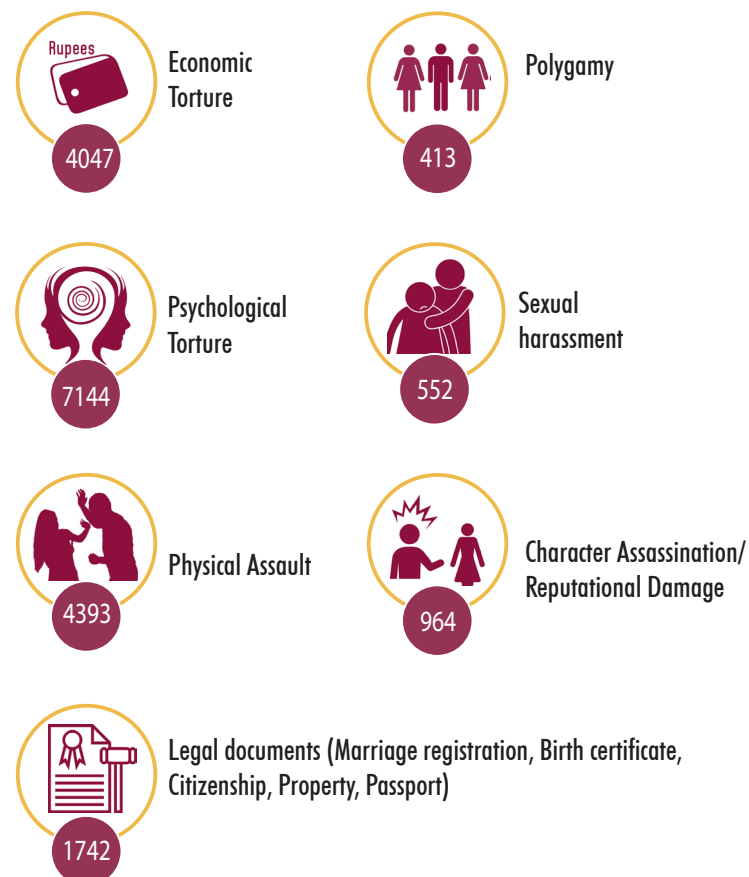 Rupees
Economic
Torture
4047
Polygamy
413
Psychological
Torture
7144
Sexual
harassment
552
Physical Assault
4393
Character Assassination/
Reputational Damage
964
Legal documents (Marriage registration, Birth certificate,
Citizenship, Property, Passport)
1742